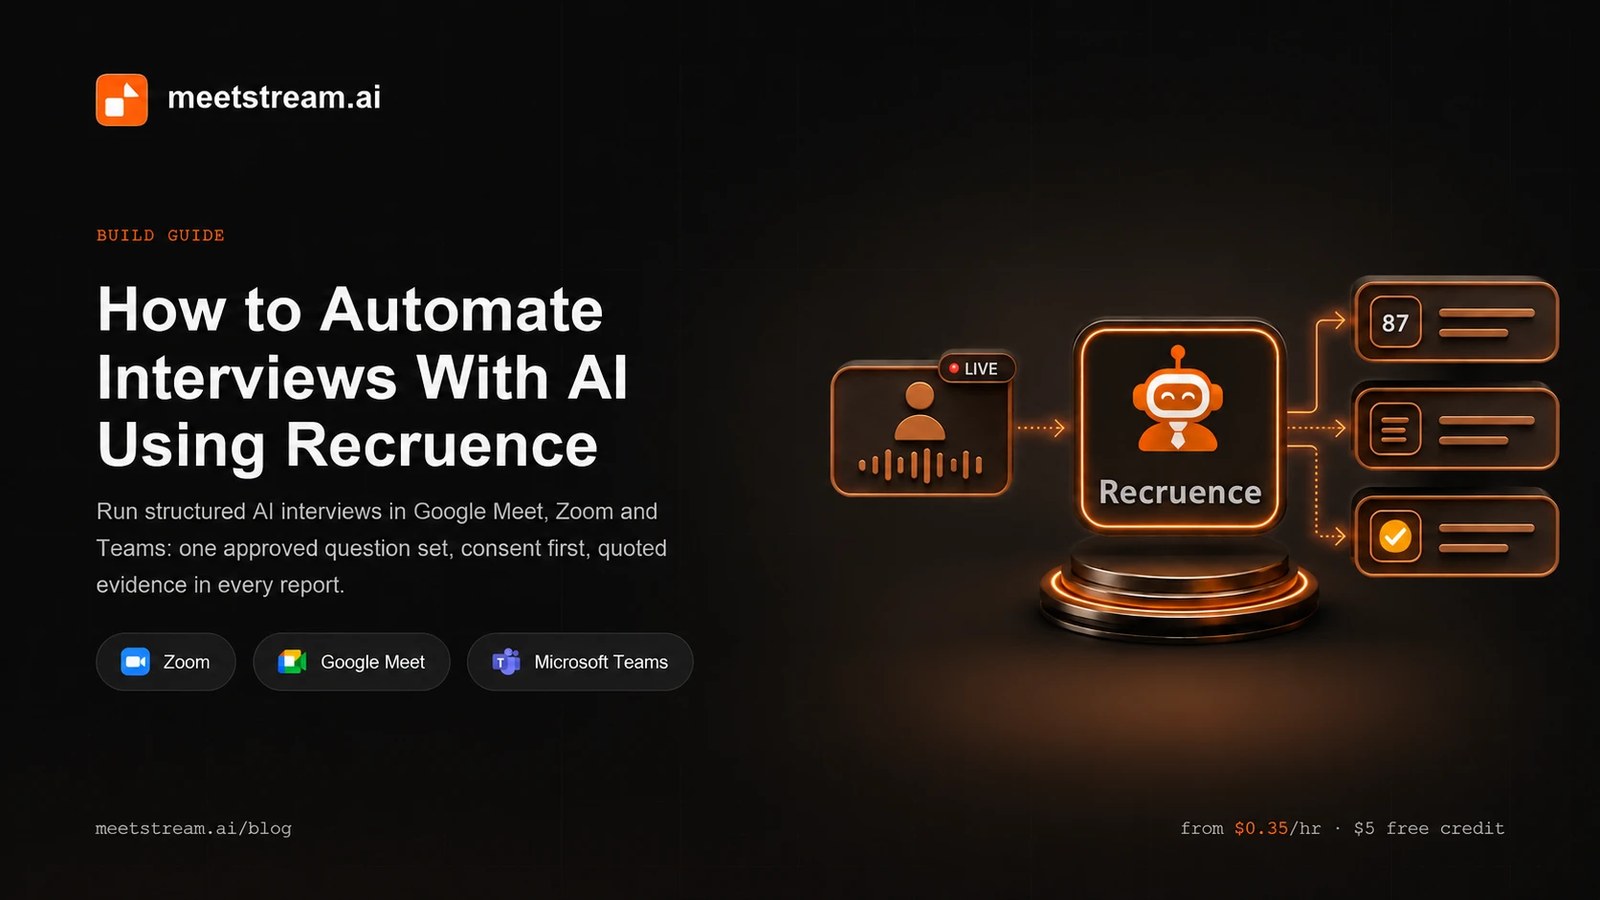 meetstream.ai
BUILD GUIDE
How to Automate
Interviews With AI
Using Recruence
Run structured AI interviews in Google Meet, Zoom and
Teams: one approved question set, consent first, quoted
evidence in every report.
Zoom
Google Meet
T
Microsoft Teams
LIVE
Recruence
87
meetstream.ai/blog
from $0.35/hr · $5 free credit